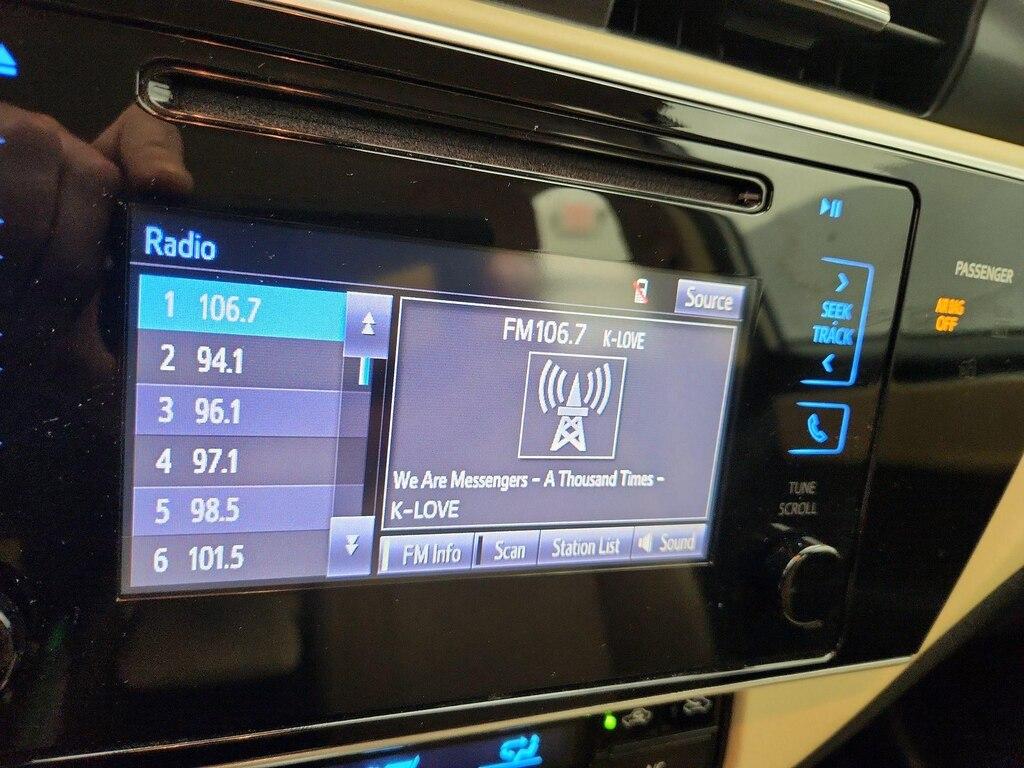 Radio
Source
1 106.7
2 94.1
3 96.1
4 97.1
5 98.5
6 101.5
FM106.7 K-LOVE
We Are Messengers - A Thousand Times -
K-LOVE
FM Info
Scan
Station List
Sound
SEEK
TRACK
TUNE
SCROLL
PASSENGER
OFF